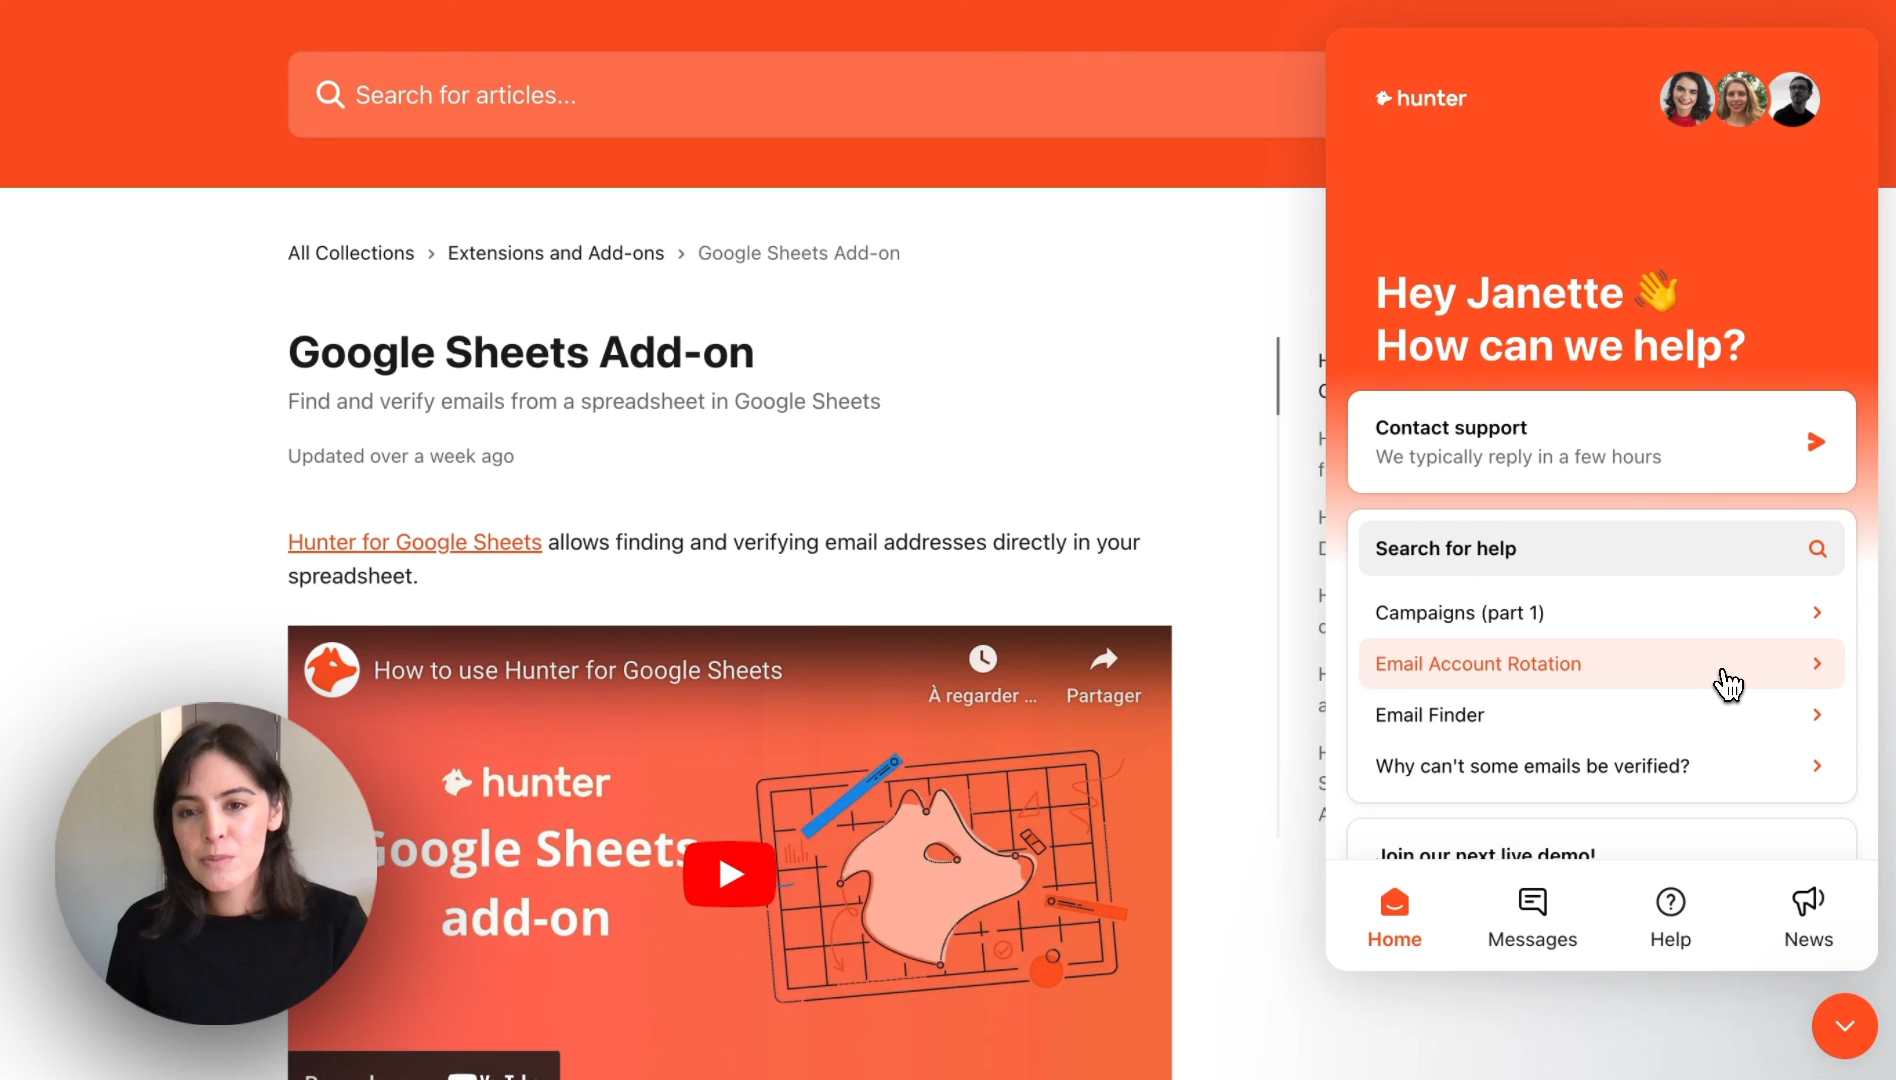 Search for articles...
All Collections > Extensions and Add-ons > Google Sheets Add-on
Google Sheets Add-on
Find and verify emails from a spreadsheet in Google Sheets
Updated over a week ago
Hunter for Google Sheets allows finding and verifying email addresses directly in your
spreadsheet.
How to use Hunter for Google Sheets
À regarder ...
Partager
hunter
Google Sheets
add-on
hunter
Hey Janette 👋
How can we help?
Contact support
We typically reply in a few hours
Search for help
Campaigns (part 1)
Email Account Rotation
Email Finder
Why can't some emails be verified?
Join our next live demo!
Home
Messages
Help
News